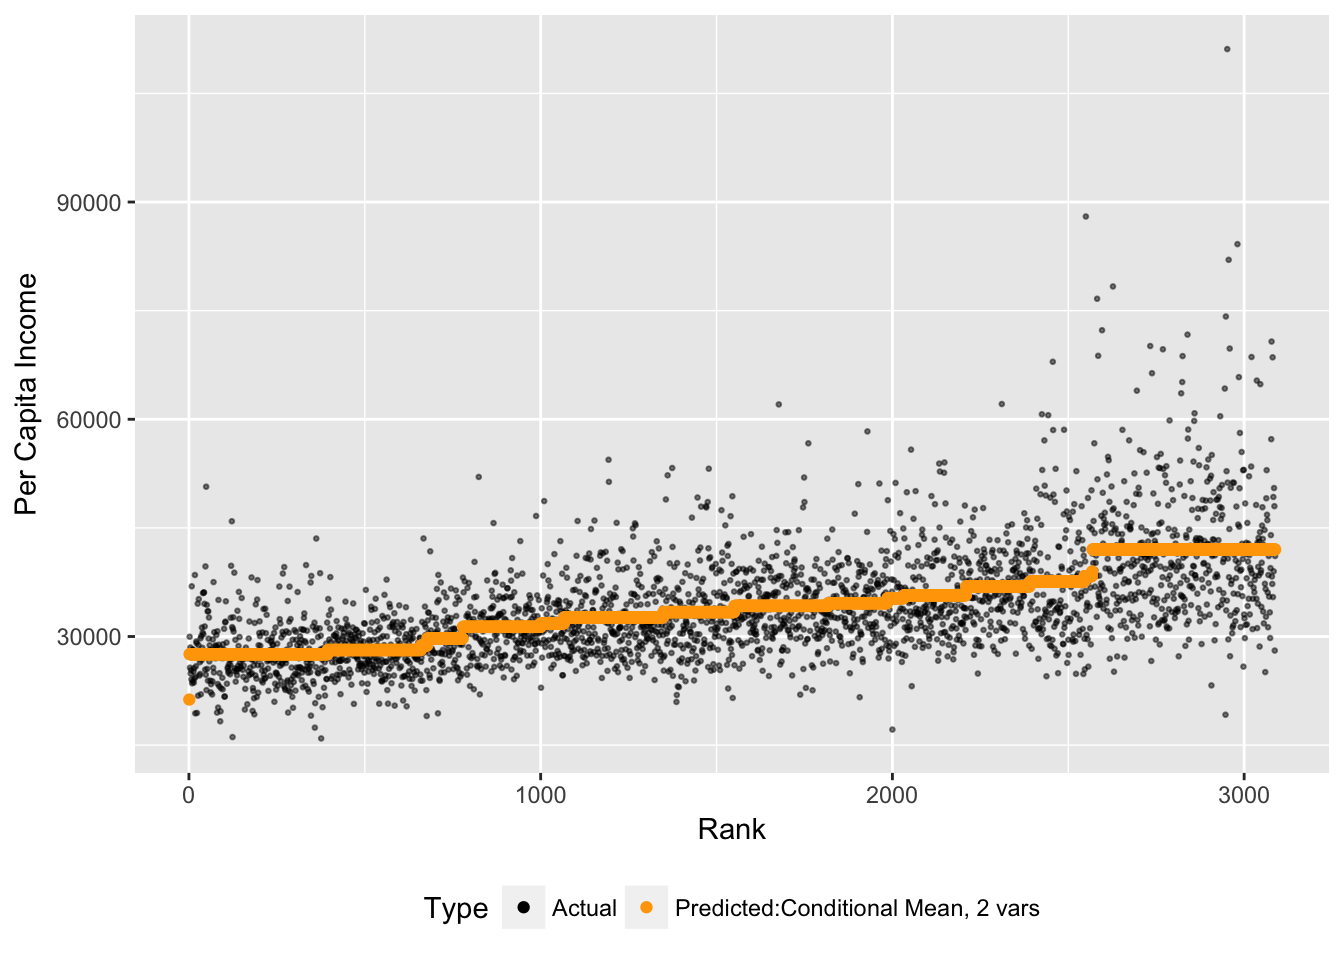 Per Capita Income
90000
60000
30000
0 1000 2000 3000
Rank
Type Actual Predicted:Conditional Mean, 2 vars